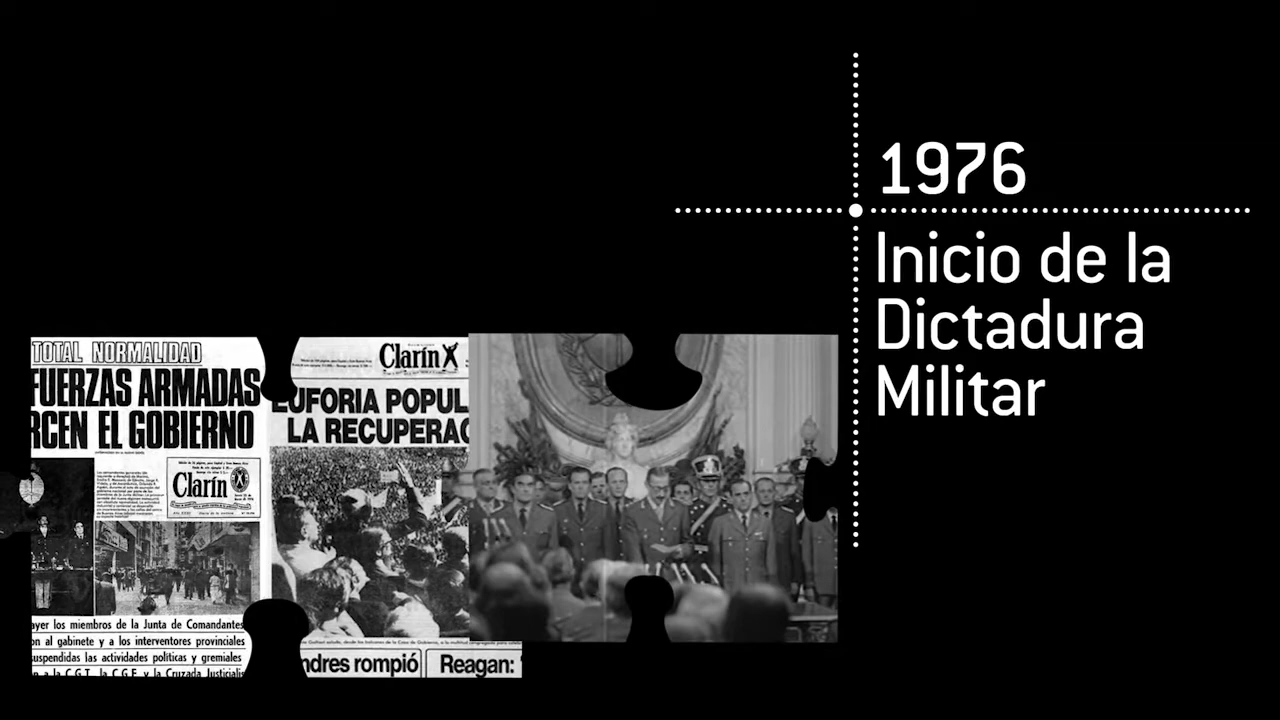 1976
Inicio de la
Dictadura
Militar
TOTAL NORMALIDAD
FUERZAS ARMADAS
RCEN EL GOBIERNO
Clarín
ayer los miembros de la Junta de Comandantes
on al gabinete y a los interventores provinciales
suspendidas las actividades políticas y gremiales
n a la C.G.T. la C.G.E. y la Cruzada Justicialis
Clarín
EUFORIA POPUL
LA RECUPERAC
ndres rompió
Reagan: